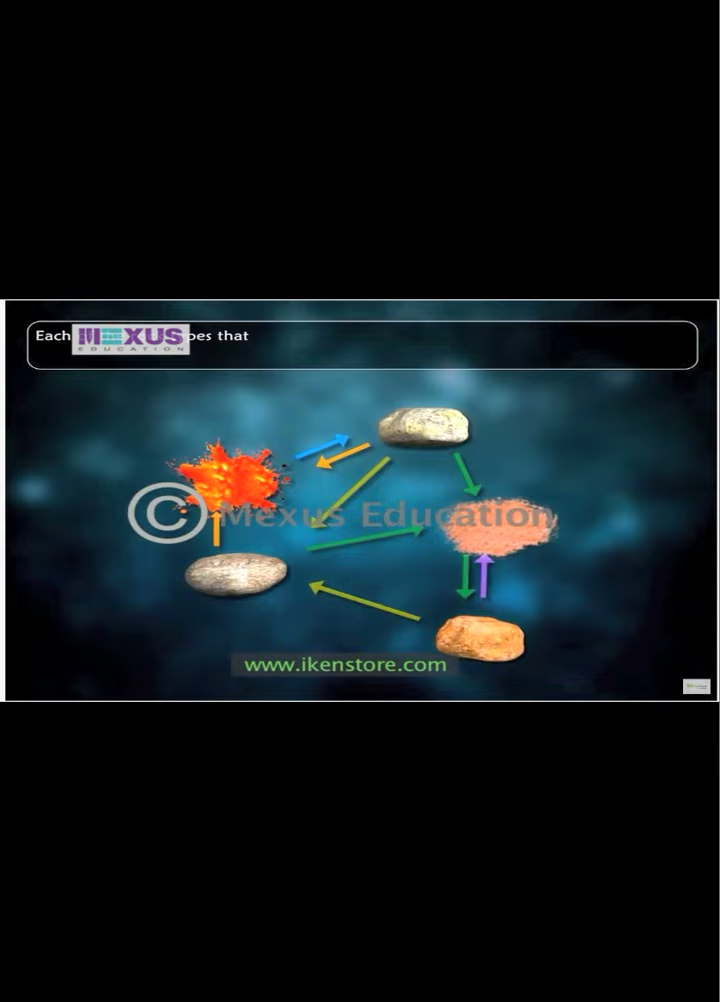 Each
oes that
MEXUS
EDUCATION
© Mexus Education
www.ikenstore.com